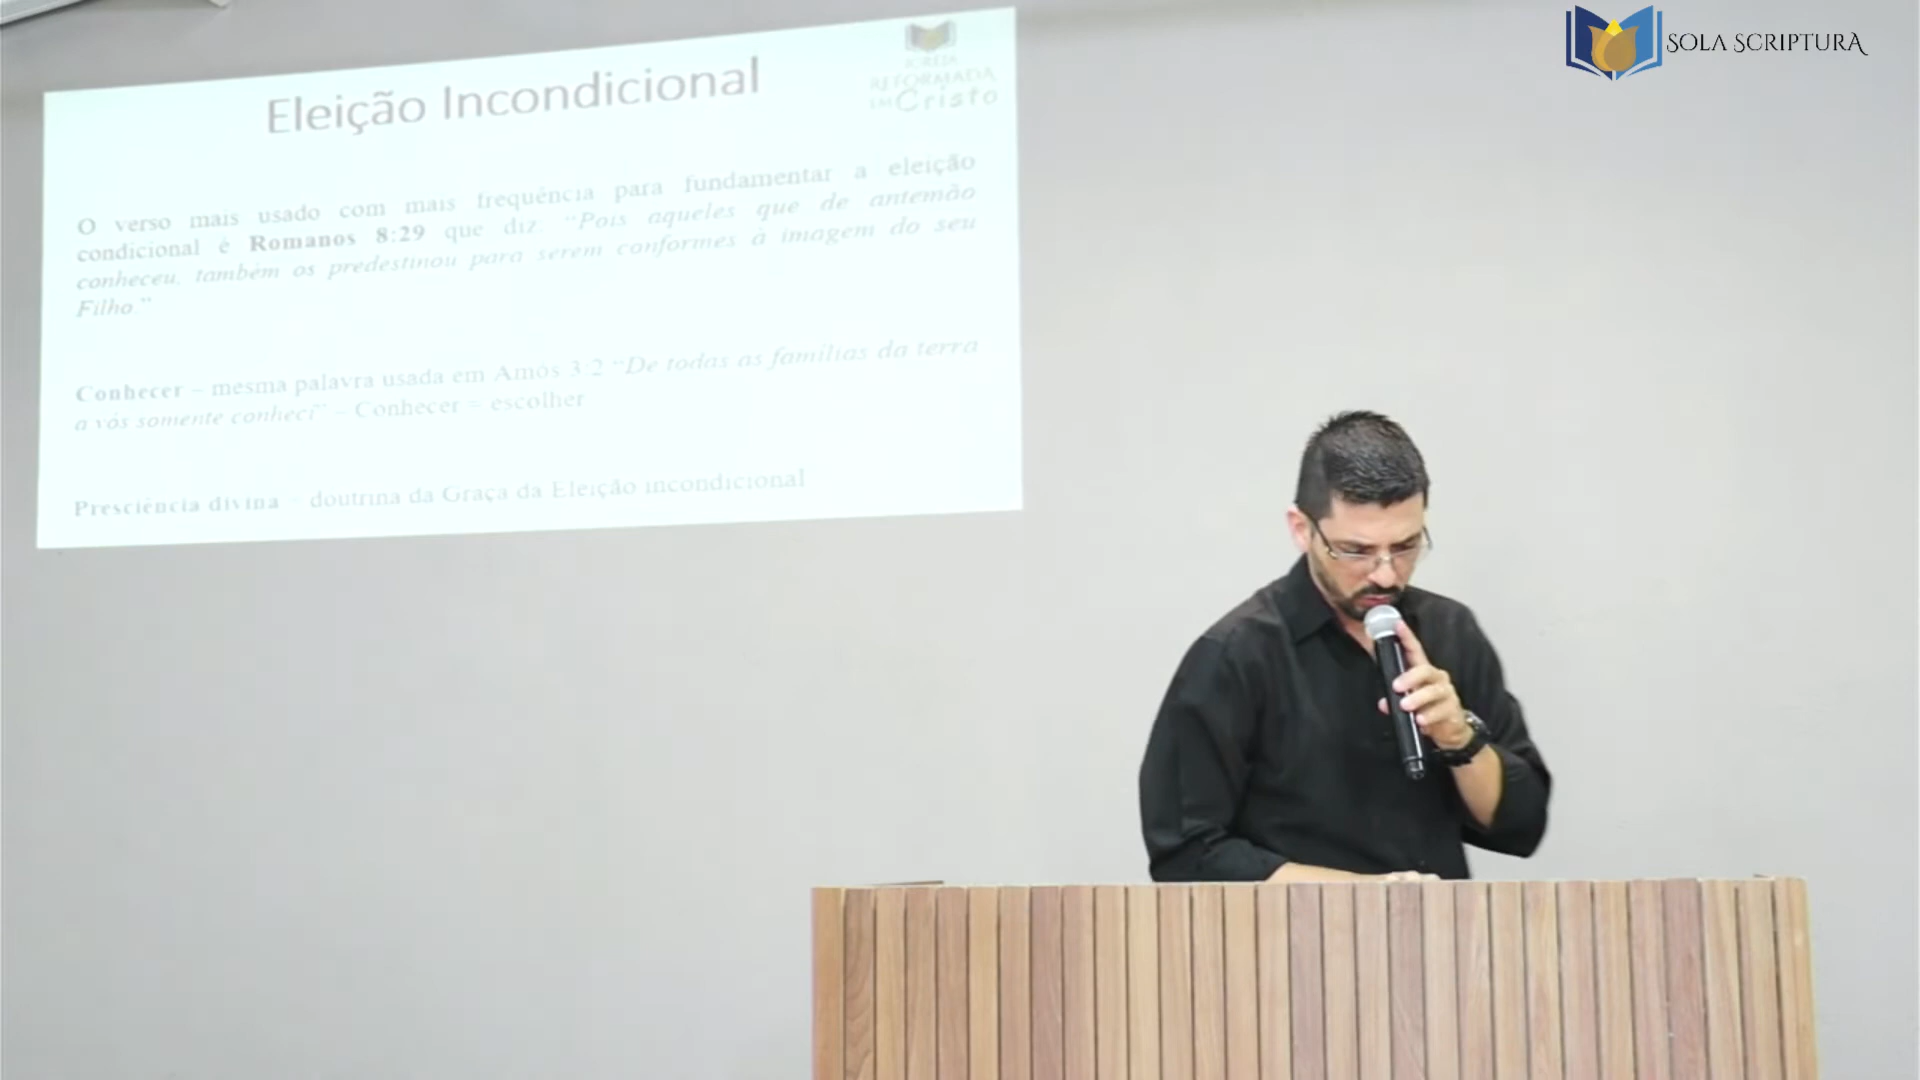 Eleição Incondicional
IGREJA
REFORMADA
EM Cristo
O verso mais usado com mais frequência para fundamentar a eleição
condicional é Romanos 8:29 que diz: “Pois aqueles que de antemão
conheceu, também os predestinou para serem conformes à imagem do seu
Filho.”
Conhecer – mesma palavra usada em Amós 3:2 “De todas as famílias da terra
a vós somente conheci” – Conhecer = escolher
Presciência divina – doutrina da Graça da Eleição incondicional
SOLA SCRIPTURA